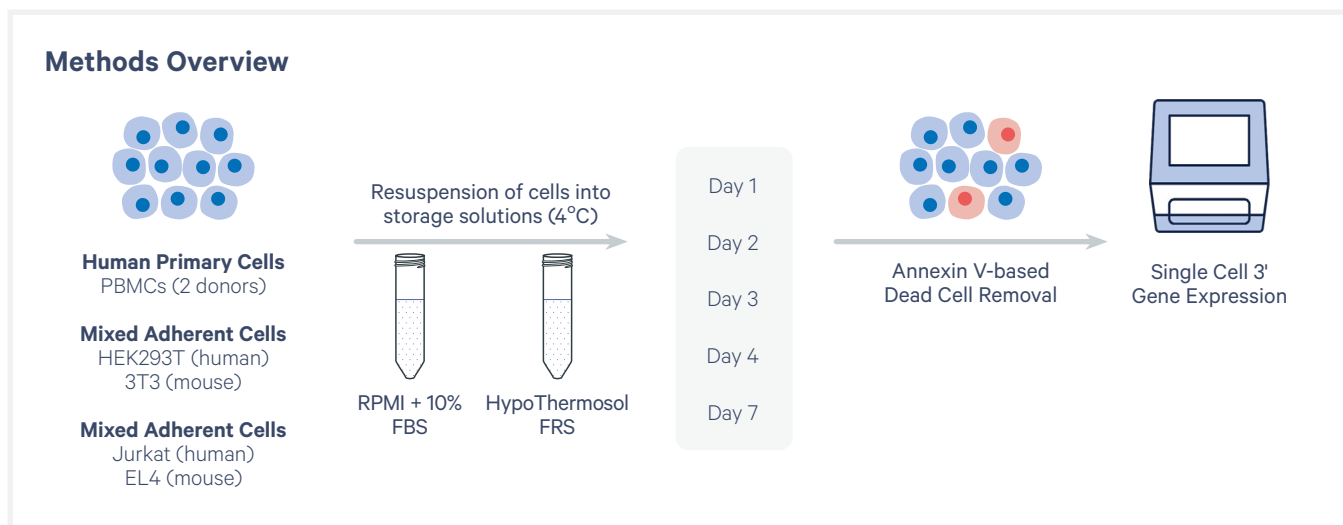 Methods Overview
Human Primary Cells
PBMCs (2 donors)
Mixed Adherent Cells
HEK293T (human)
3T3 (mouse)
Mixed Adherent Cells
Jurkat (human)
EL4 (mouse)
Resuspension of cells into
storage solutions (4°C)
RPMI + 10%
FBS
HypoThermosol
FRS
Day 1
Day 2
Day 3
Day 4
Day 7
Annexin V-based
Dead Cell Removal
Single Cell 3'
Gene Expression